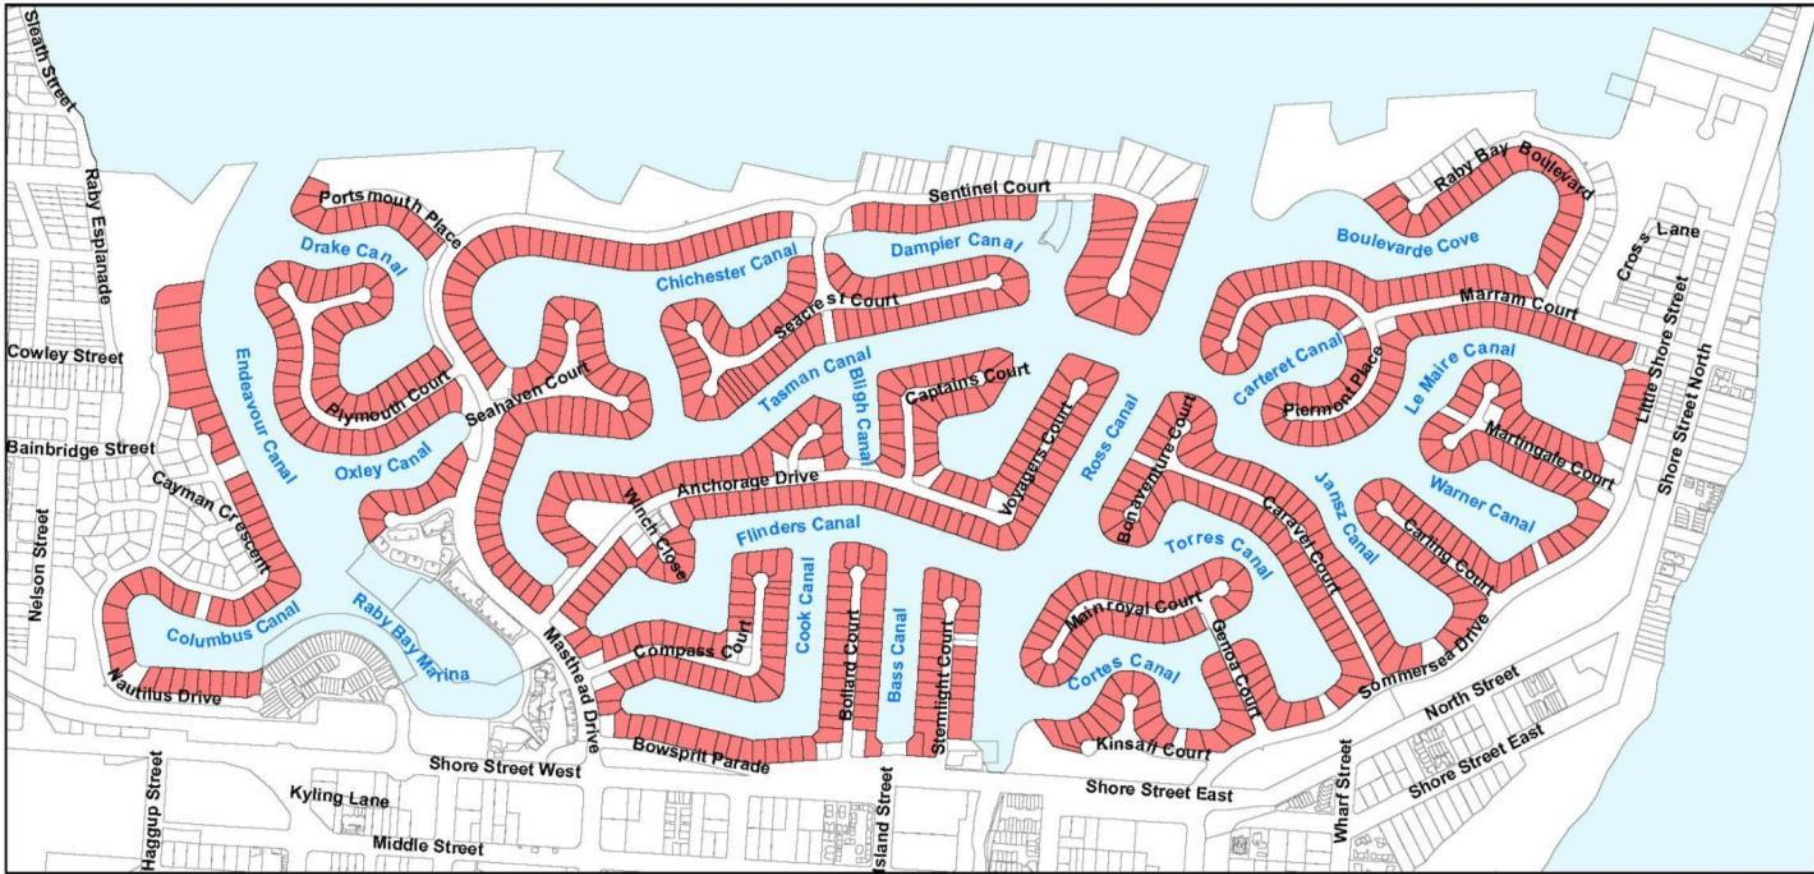 Sleath Street
Raby Esplanade
Portsmouth Place
Drake Canal
Sentinel Court
Dampier Canal
Chichester Canal
Raby Bay Boulevard
Boulevarde Cove
Cross Lane
Little Shore Street
Shore Street North
Marram Court
Seacrest Court
Cowley Street
Endeavour Canal
Plymouth Court
Seahaven Court
Tasman Canal
Bligh Canal
Captains Court
Carteret Canal
Piermont Place
Le Maire Canal
Martingale Court
Bainbridge Street
Oxley Canal
Cayman Crescent
Anchorage Drive
Winch Close
Flinders Canal
Voyagers Court
Ross Canal
Bonaventure Court
Jansz Canal
Warner Canal
Caravel Court
Carling Court
Torres Canal
Nelson Street
Columbus Canal
Raby Bay Marina
Nautilus Drive
Masthead Drive
Compass Court
Cook Canal
Bollard Court
Bass Canal
Sternlight Court
Mainroyal Court
Genoa Court
Cortes Canal
Kinsail Court
Sommersea Drive
North Street
Bowsprit Parade
Shore Street West
Shore Street East
Shore Street East
Haggup Street
Kyling Lane
Middle Street
Island Street
Wharf Street